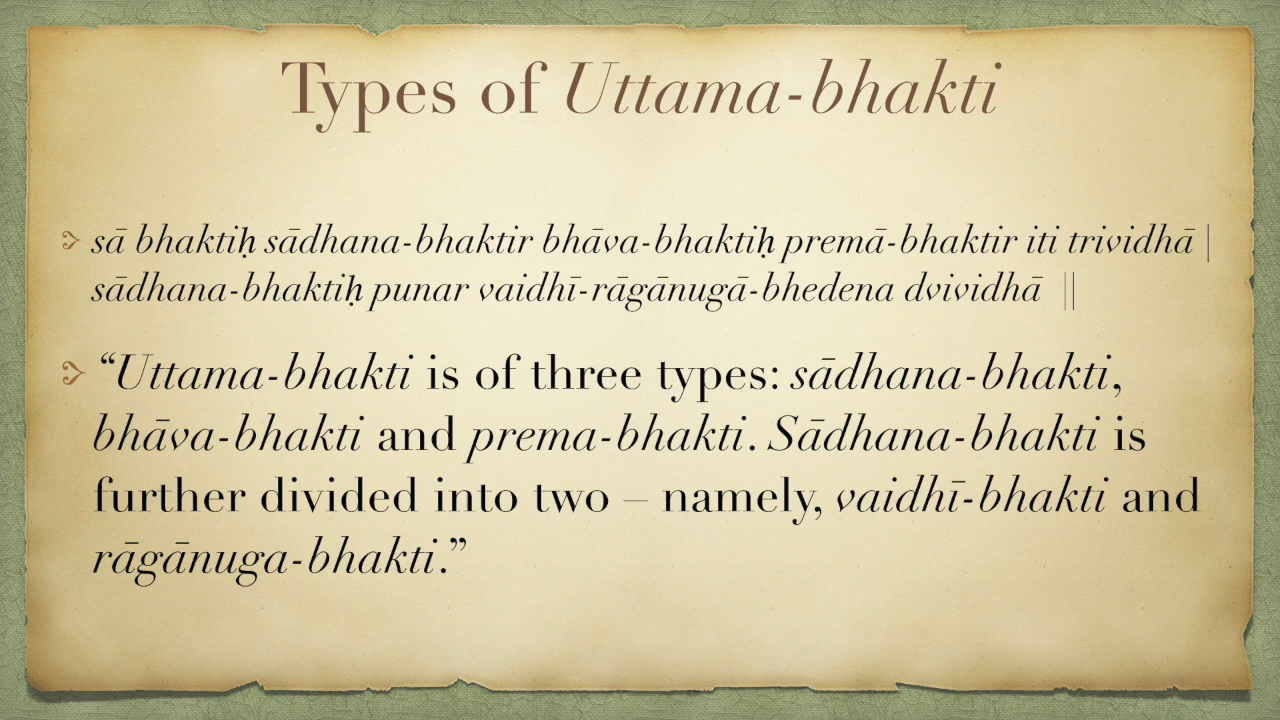 Types of Uttama-bhakti
sā bhaktiḥ sādhana-bhaktir bhāva-bhaktiḥ premā-bhaktir iti trividhā |
sādhana-bhaktiḥ punar vaidhī-rāgānugā-bhedena dvividhā ||
“Uttama-bhakti is of three types: sādhana-bhakti,
bhāva-bhakti and prema-bhakti. Sādhana-bhakti is
further divided into two – namely, vaidhī-bhakti and
rāgānuga-bhakti.”